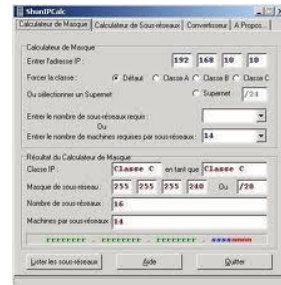 ShunIPCalc
Calculateur de Masque Calculateur de Sous-réseaux Convertisseur A Propos...
Calculateur de Masque
Entrer l'adresse IP : 192 168 10 10
Forcer la classe : Défaut Classe A Classe B Classe C
Ou sélectionner un Supernet Supernet /24
Entrer le nombre de sous-réseaux requis :
Ou
Entrer le nombre de machines requises par sous-réseaux : 14
Résultat du Calculateur de Masque
Classe IP : Classe C en tant que Classe C
Masque de sous-réseau : 255 255 255 240 Ou /28
Nombre de sous-réseaux 16
Machines par sous-réseaux 14
Lister les sous-réseaux Aide Quitter